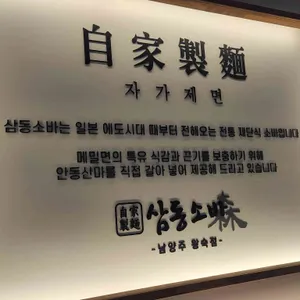 自家製麵
자가제면
삼동소바는 일본 에도시대 때부터 전해오는 전통 재단식 소바입니다
메밀면의 특유 식감과 끈기를 보충하기 위해
안동산마를 직접 갈아 넣어 제공해 드리고 있습니다
自家製麵 삼동소바 森
-남양주 왕숙점-